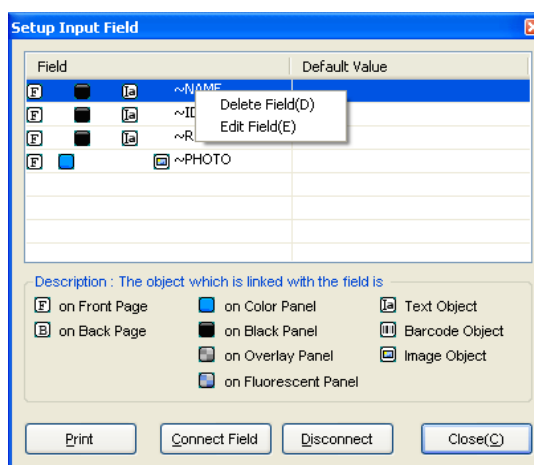 Setup Input Field
Field Default Value
F Ia ~NAME
Delete Field(D)
F Ia
Edit Field(E)
F Ia
F ~PHOTO
Description : The object which is linked with the field is
F on Front Page on Color Panel Ia Text Object
B on Back Page on Black Panel Barcode Object
on Overlay Panel Image Object
on Fluorescent Panel
Print Connect Field Disconnect Close(C)